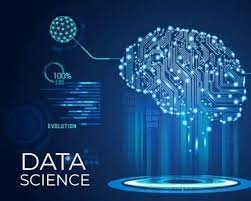 100%
EVOLUTION
DATA
SCIENCE